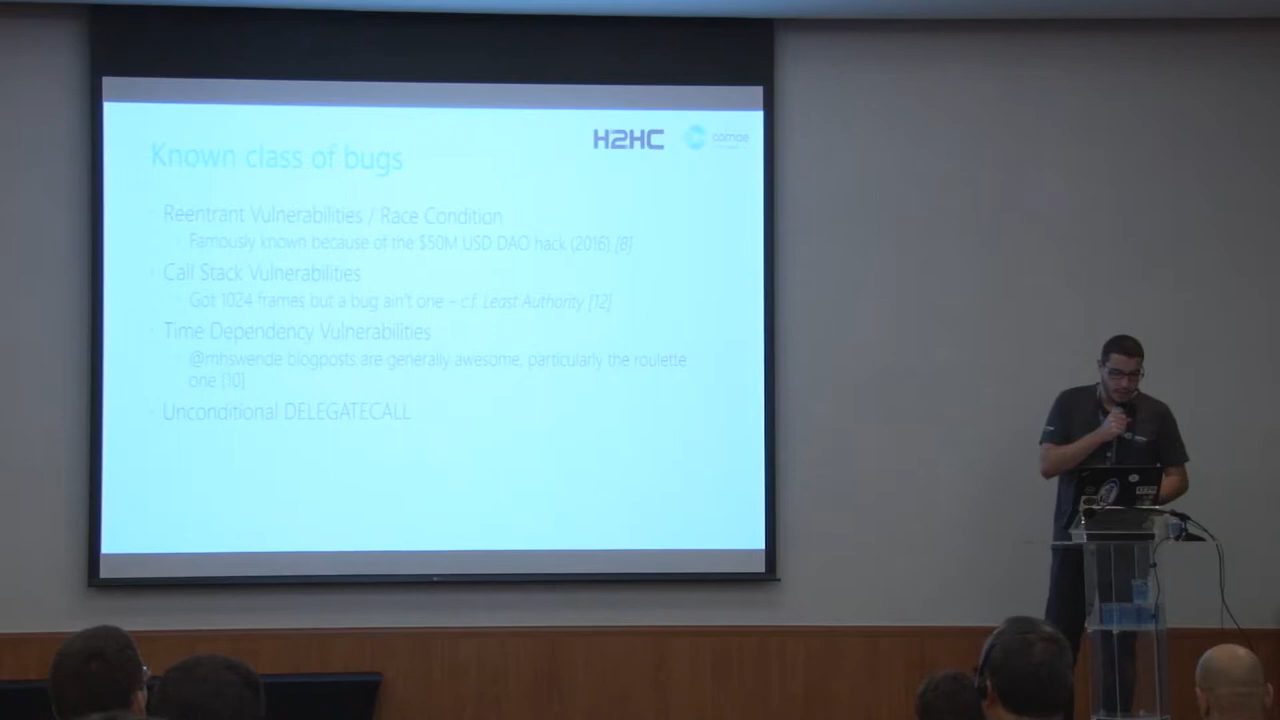 H2HC comae
Known class of bugs
Reentrant Vulnerabilities / Race Condition
Famously known because of the $50M USD DAO hack (2016) [8]
Call Stack Vulnerabilities
Got 1024 frames but a bug ain't one – c.f. Least Authority [12]
Time Dependency Vulnerabilities
@mhswende blogposts are generally awesome, particularly the roulette
one [10]
Unconditional DELEGATECALL